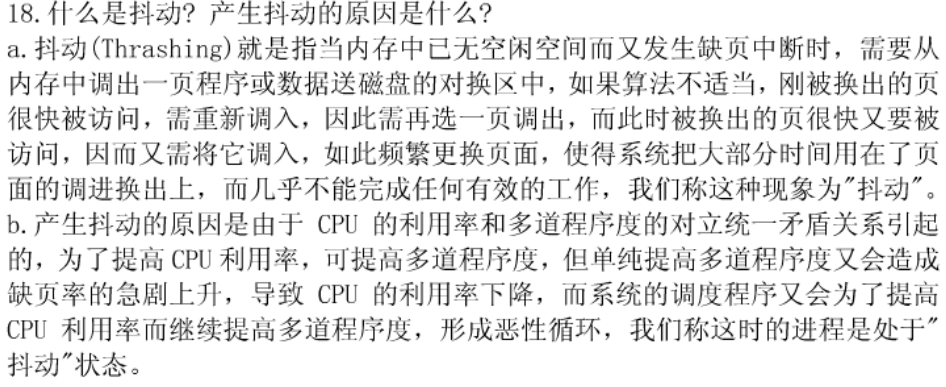 18.什么是抖动? 产生抖动的原因是什么?
a.抖动(Thrashing)就是指当内存中已无空闲空间而又发生缺页中断时，需要从
内存中调出一页程序或数据送磁盘的对换区中，如果算法不适当，刚被换出的页
很快被访问，需重新调入，因此需再选一页调出，而此时被换出的页很快又要被
访问，因而又需将它调入，如此频繁更换页面，使得系统把大部分时间用在了页
面的调进换出上，而几乎不能完成任何有效的工作，我们称这种现象为"抖动"。
b.产生抖动的原因是由于 CPU 的利用率和多道程序度的对立统一矛盾关系引起
的，为了提高 CPU 利用率，可提高多道程序度，但单纯提高多道程序度又会造成
缺页率的急剧上升，导致 CPU 的利用率下降，而系统的调度程序又会为了提高
CPU 利用率而继续提高多道程序度，形成恶性循环，我们称这时的进程是处于"
抖动"状态。